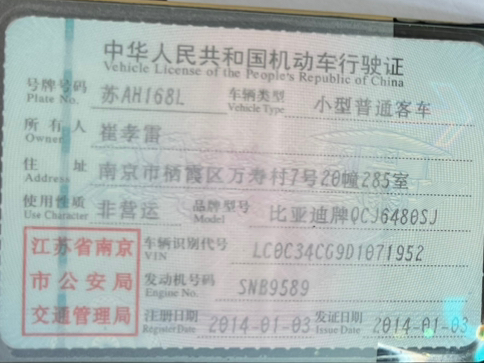 中华人民共和国机动车行驶证
Vehicle License of the People's Republic of China
号牌号码 Plate No. 苏AH168L 车辆类型 Vehicle Type 小型普通客车
所有人 Owner 崔孝雷
住址 Address 南京市栖霞区万寿村7号20幢285室
使用性质 Use Character 非营运 品牌型号 Model 比亚迪牌QCJ6480SJ
江苏省南京市公安局交通管理局
车辆识别代号 VIN LC0C34CG9D1071952
发动机号码 Engine No. SNB9589
注册日期 Register Date 2014-01-03 发证日期 Issue Date 2014-01-03